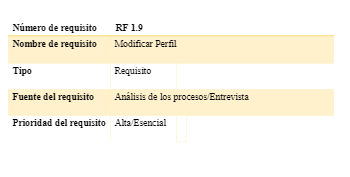 Número de requisito RF 1.9
Nombre de requisito Modificar Perfil
Tipo Requisito
Fuente del requisito Análisis de los procesos/Entrevista
Prioridad del requisito Alta/Esencial